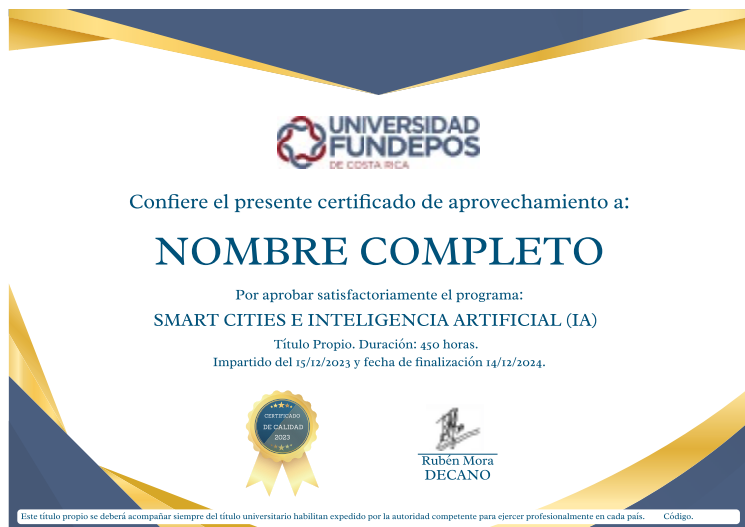 UNIVERSIDAD
FUNDEPOS
DE COSTA RICA
Confiere el presente certificado de aprovechamiento a:
NOMBRE COMPLETO
Por aprobar satisfactoriamente el programa:
SMART CITIES E INTELIGENCIA ARTIFICIAL (IA)
Título Propio. Duración: 450 horas.
Impartido del 15/12/2023 y fecha de finalización 14/12/2024.
CERTIFICADO
DE CALIDAD
2023
Rubén Mora
DECANO
Este título propio se deberá acompañar siempre del título universitario habilitan expedido por la autoridad competente para ejercer profesionalmente en cada país. Código.